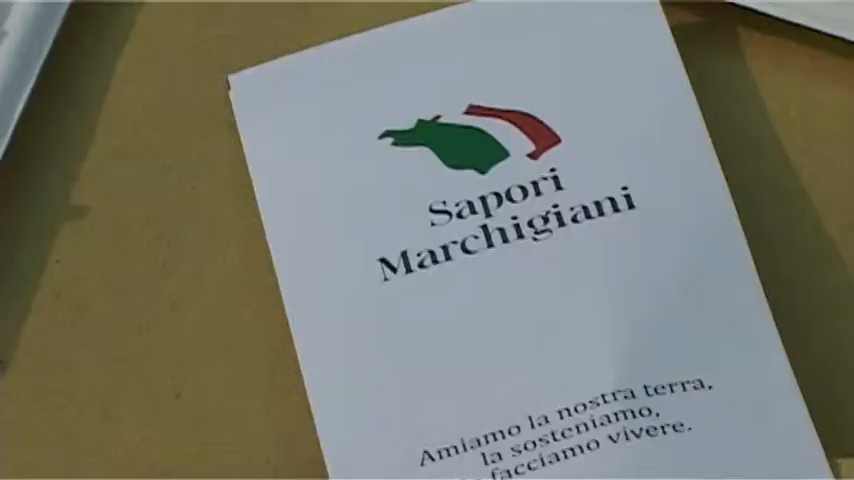 Sapori
Marchigiani
Amiamo la nostra terra,
la sosteniamo,
facciamo vivere.